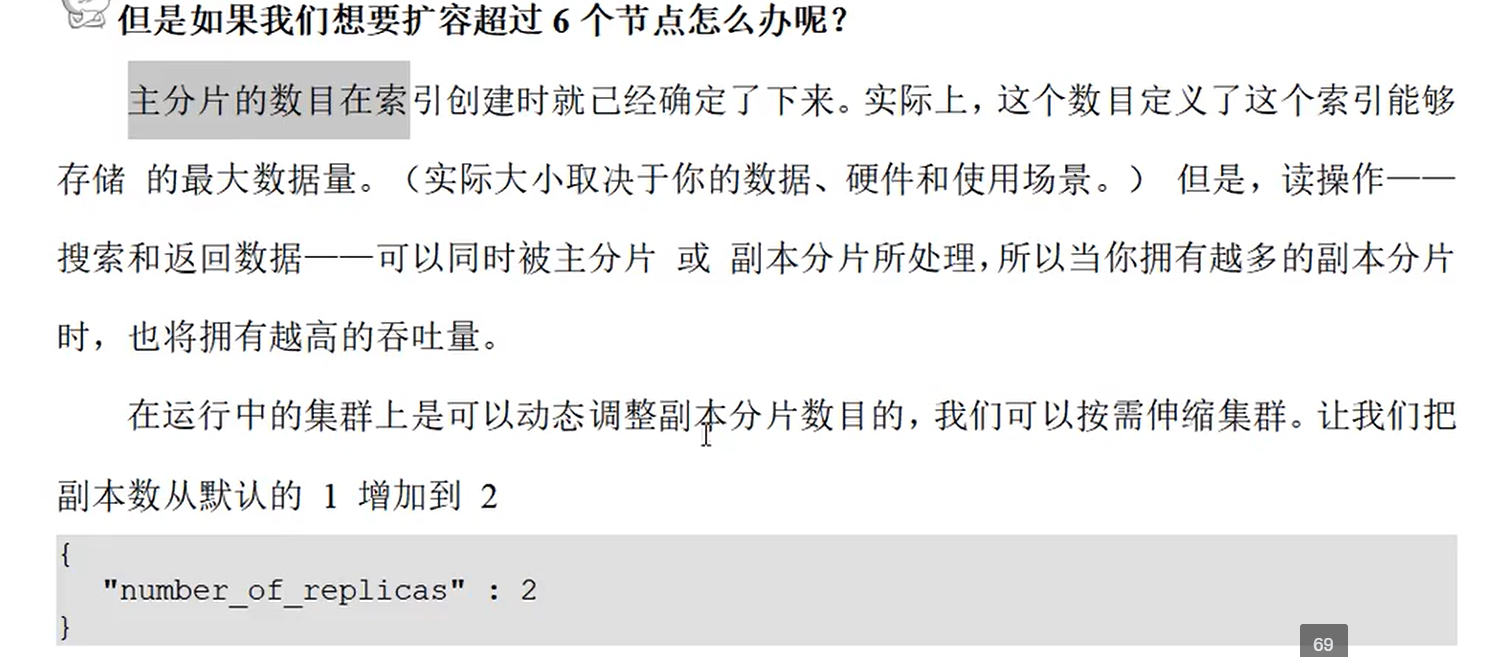 但是如果我们想要扩容超过 6 个节点怎么办呢？
主分片的数目在索引创建时就已经确定了下来。实际上，这个数目定义了这个索引能够
存储 的最大数据量。（实际大小取决于你的数据、硬件和使用场景。） 但是，读操作——
搜索和返回数据——可以同时被主分片 或 副本分片所处理，所以当你拥有越多的副本分片
时，也将拥有越高的吞吐量。
在运行中的集群上是可以动态调整副本分片数目的，我们可以按需伸缩集群。让我们把
副本数从默认的 1 增加到 2
{
"number_of_replicas" : 2
}
69